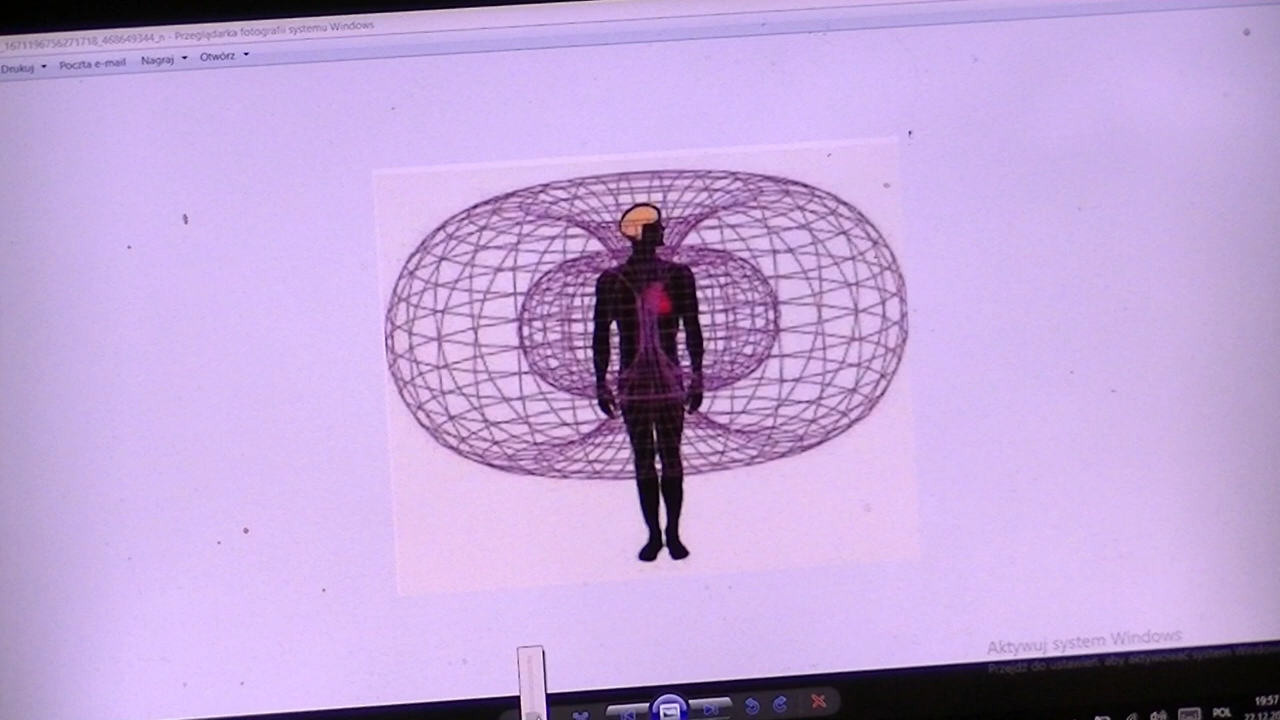 _1671196756271718_468649344_n - Przeglądarka fotografii systemu Windows
Drukuj Poczta e-mail Nagraj Otwórz
Aktywuj system Windows
Przejdź do ustawień, aby aktywować system Windows
19:57
POL